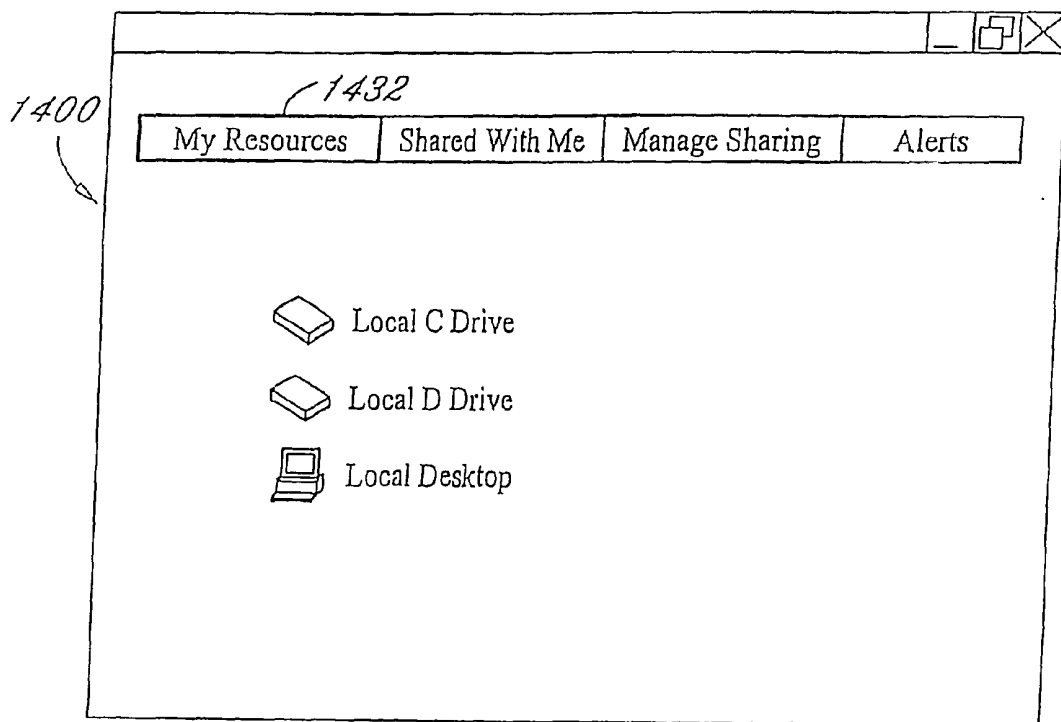 1432
1400
My Resources Shared With Me Manage Sharing Alerts
Local C Drive
Local D Drive
Local Desktop